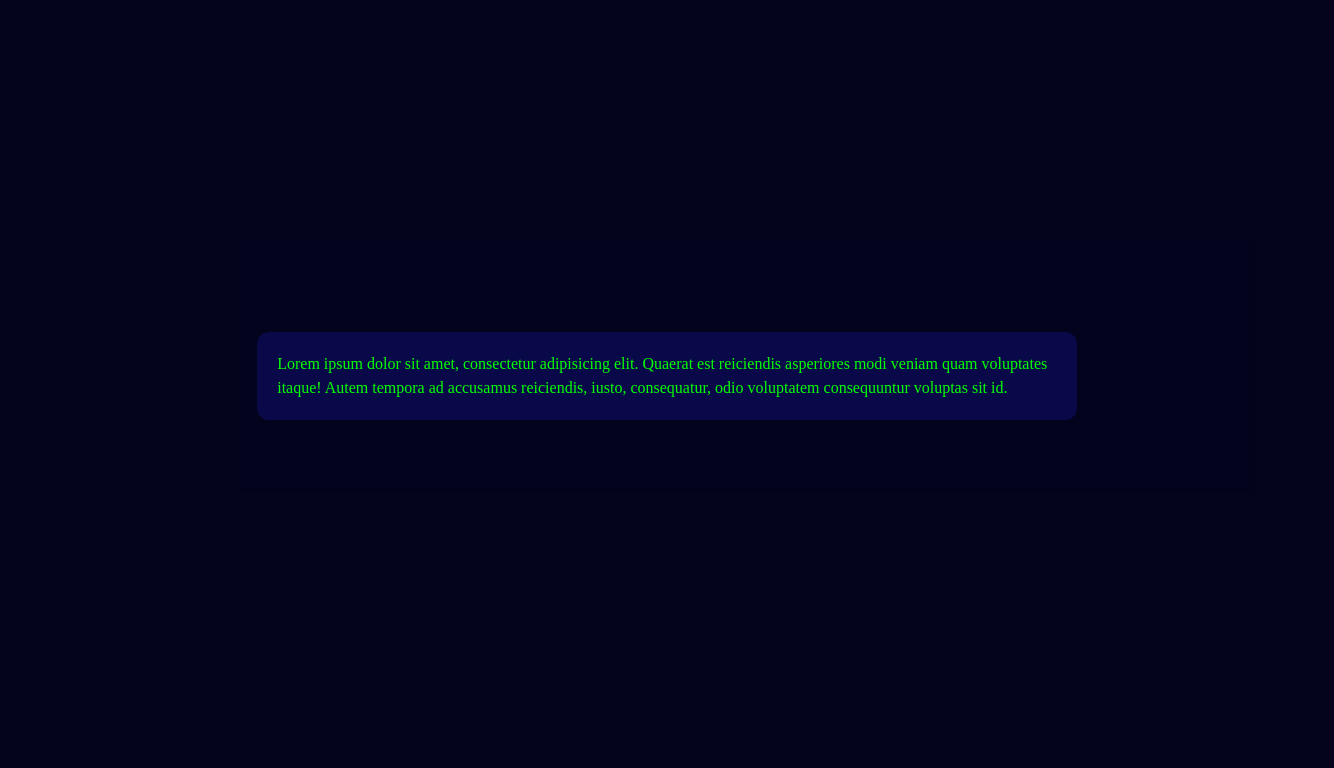 Lorem ipsum dolor sit amet, consectetur adipisicing elit. Quaerat est reiciendis asperiores modi veniam quam voluptates
itaque! Autem tempora ad accusamus reiciendis, iusto, consequatur, odio voluptatem consequuntur voluptas sit id.